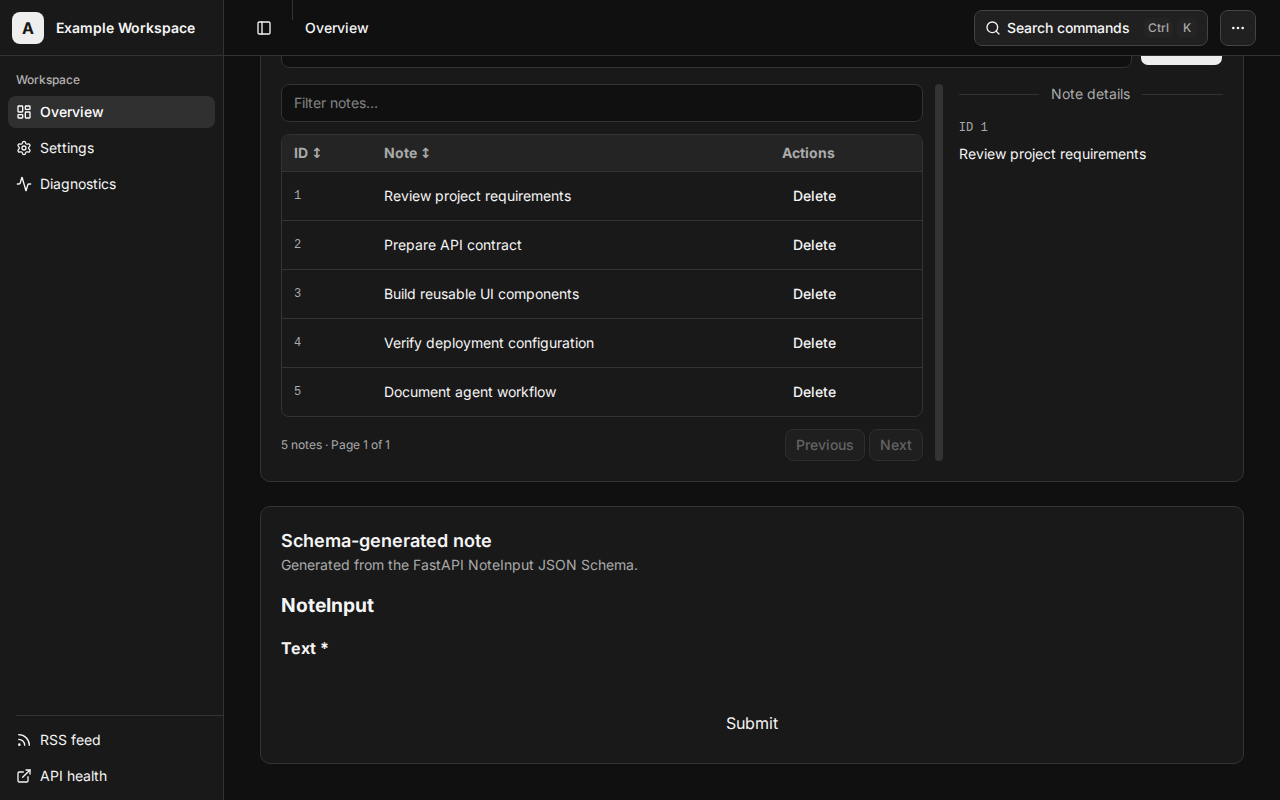 A Example Workspace
Overview
Search commands Ctrl K
Workspace
Overview
Settings
Diagnostics
RSS feed
API health
Filter notes...
ID ↕ Note ↕ Actions
1 Review project requirements Delete
2 Prepare API contract Delete
3 Build reusable UI components Delete
4 Verify deployment configuration Delete
5 Document agent workflow Delete
5 notes · Page 1 of 1
Previous Next
Note details
ID 1
Review project requirements
Schema-generated note
Generated from the FastAPI NoteInput JSON Schema.
NoteInput
Text *
Submit